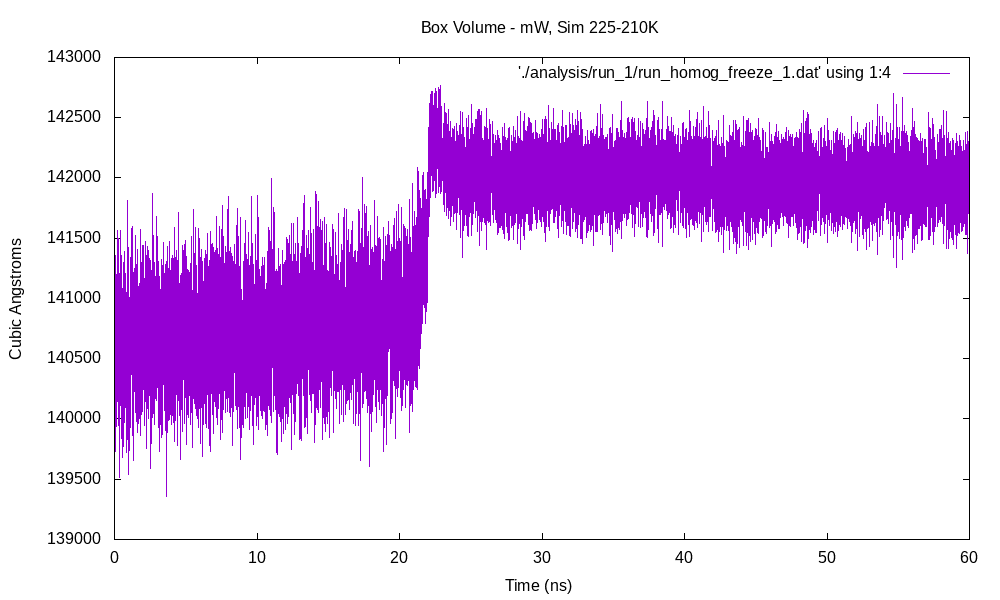 Box Volume - mW, Sim 225-210K
'./analysis/run_1/run_homog_freeze_1.dat' using 1:4
143000
142500
142000
141500
141000
140500
140000
139500
139000
Cubic Angstroms
0 10 20 30 40 50 60
Time (ns)